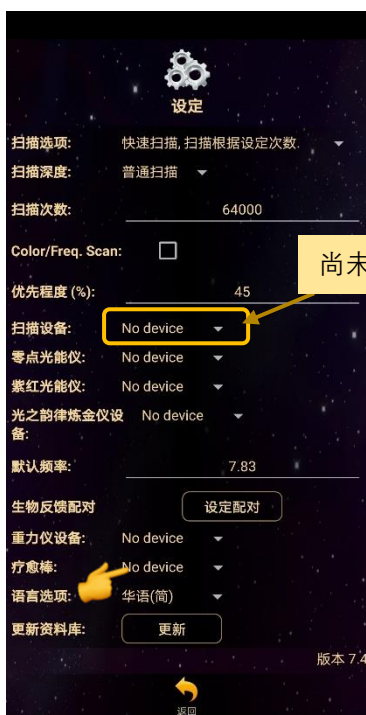 设定
扫描选项: 快速扫描, 扫描根据设定次数.
扫描深度: 普通扫描
扫描次数: 64000
Color/Freq. Scan:
尚未
优先程度 (%): 45
扫描设备: No device
零点光能仪: No device
紫红光能仪: No device
光之韵律炼金仪设 No device
备:
默认频率: 7.83
生物反馈配对 设定配对
重力仪设备: No device
疗愈棒: No device
语言选项: 华语(简)
更新资料库: 更新
版本 7.4
返回